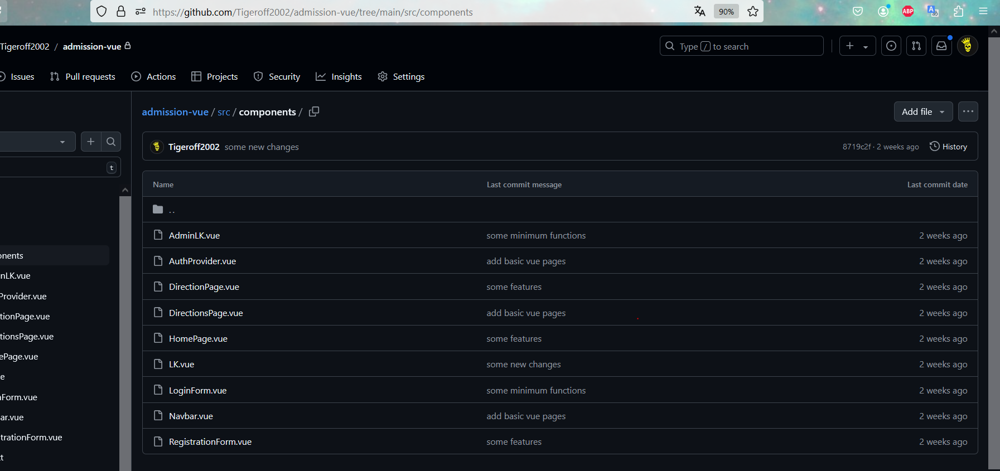 https://github.com/Tigeroff2002/admission-vue/tree/main/src/components 90% ABP
Tigeroff2002 / admission-vue Type / to search
Issues Pull requests Actions Projects Security Insights Settings
admission-vue / src / components / Add file
Tigeroff2002 some new changes 8719c2f · 2 weeks ago History
t
Name Last commit message Last commit date
..
AdminLK.vue some minimum functions 2 weeks ago
AuthProvider.vue add basic vue pages 2 weeks ago
DirectionPage.vue some features 2 weeks ago
DirectionsPage.vue add basic vue pages 2 weeks ago
HomePage.vue some features 2 weeks ago
LK.vue some new changes 2 weeks ago
LoginForm.vue some minimum functions 2 weeks ago
Navbar.vue add basic vue pages 2 weeks ago
RegistrationForm.vue some features 2 weeks ago
onents
nLK.vue
Provider.vue
tionPage.vue
tionsPage.vue
ePage.vue
e
nForm.vue
ar.vue
trationForm.vue